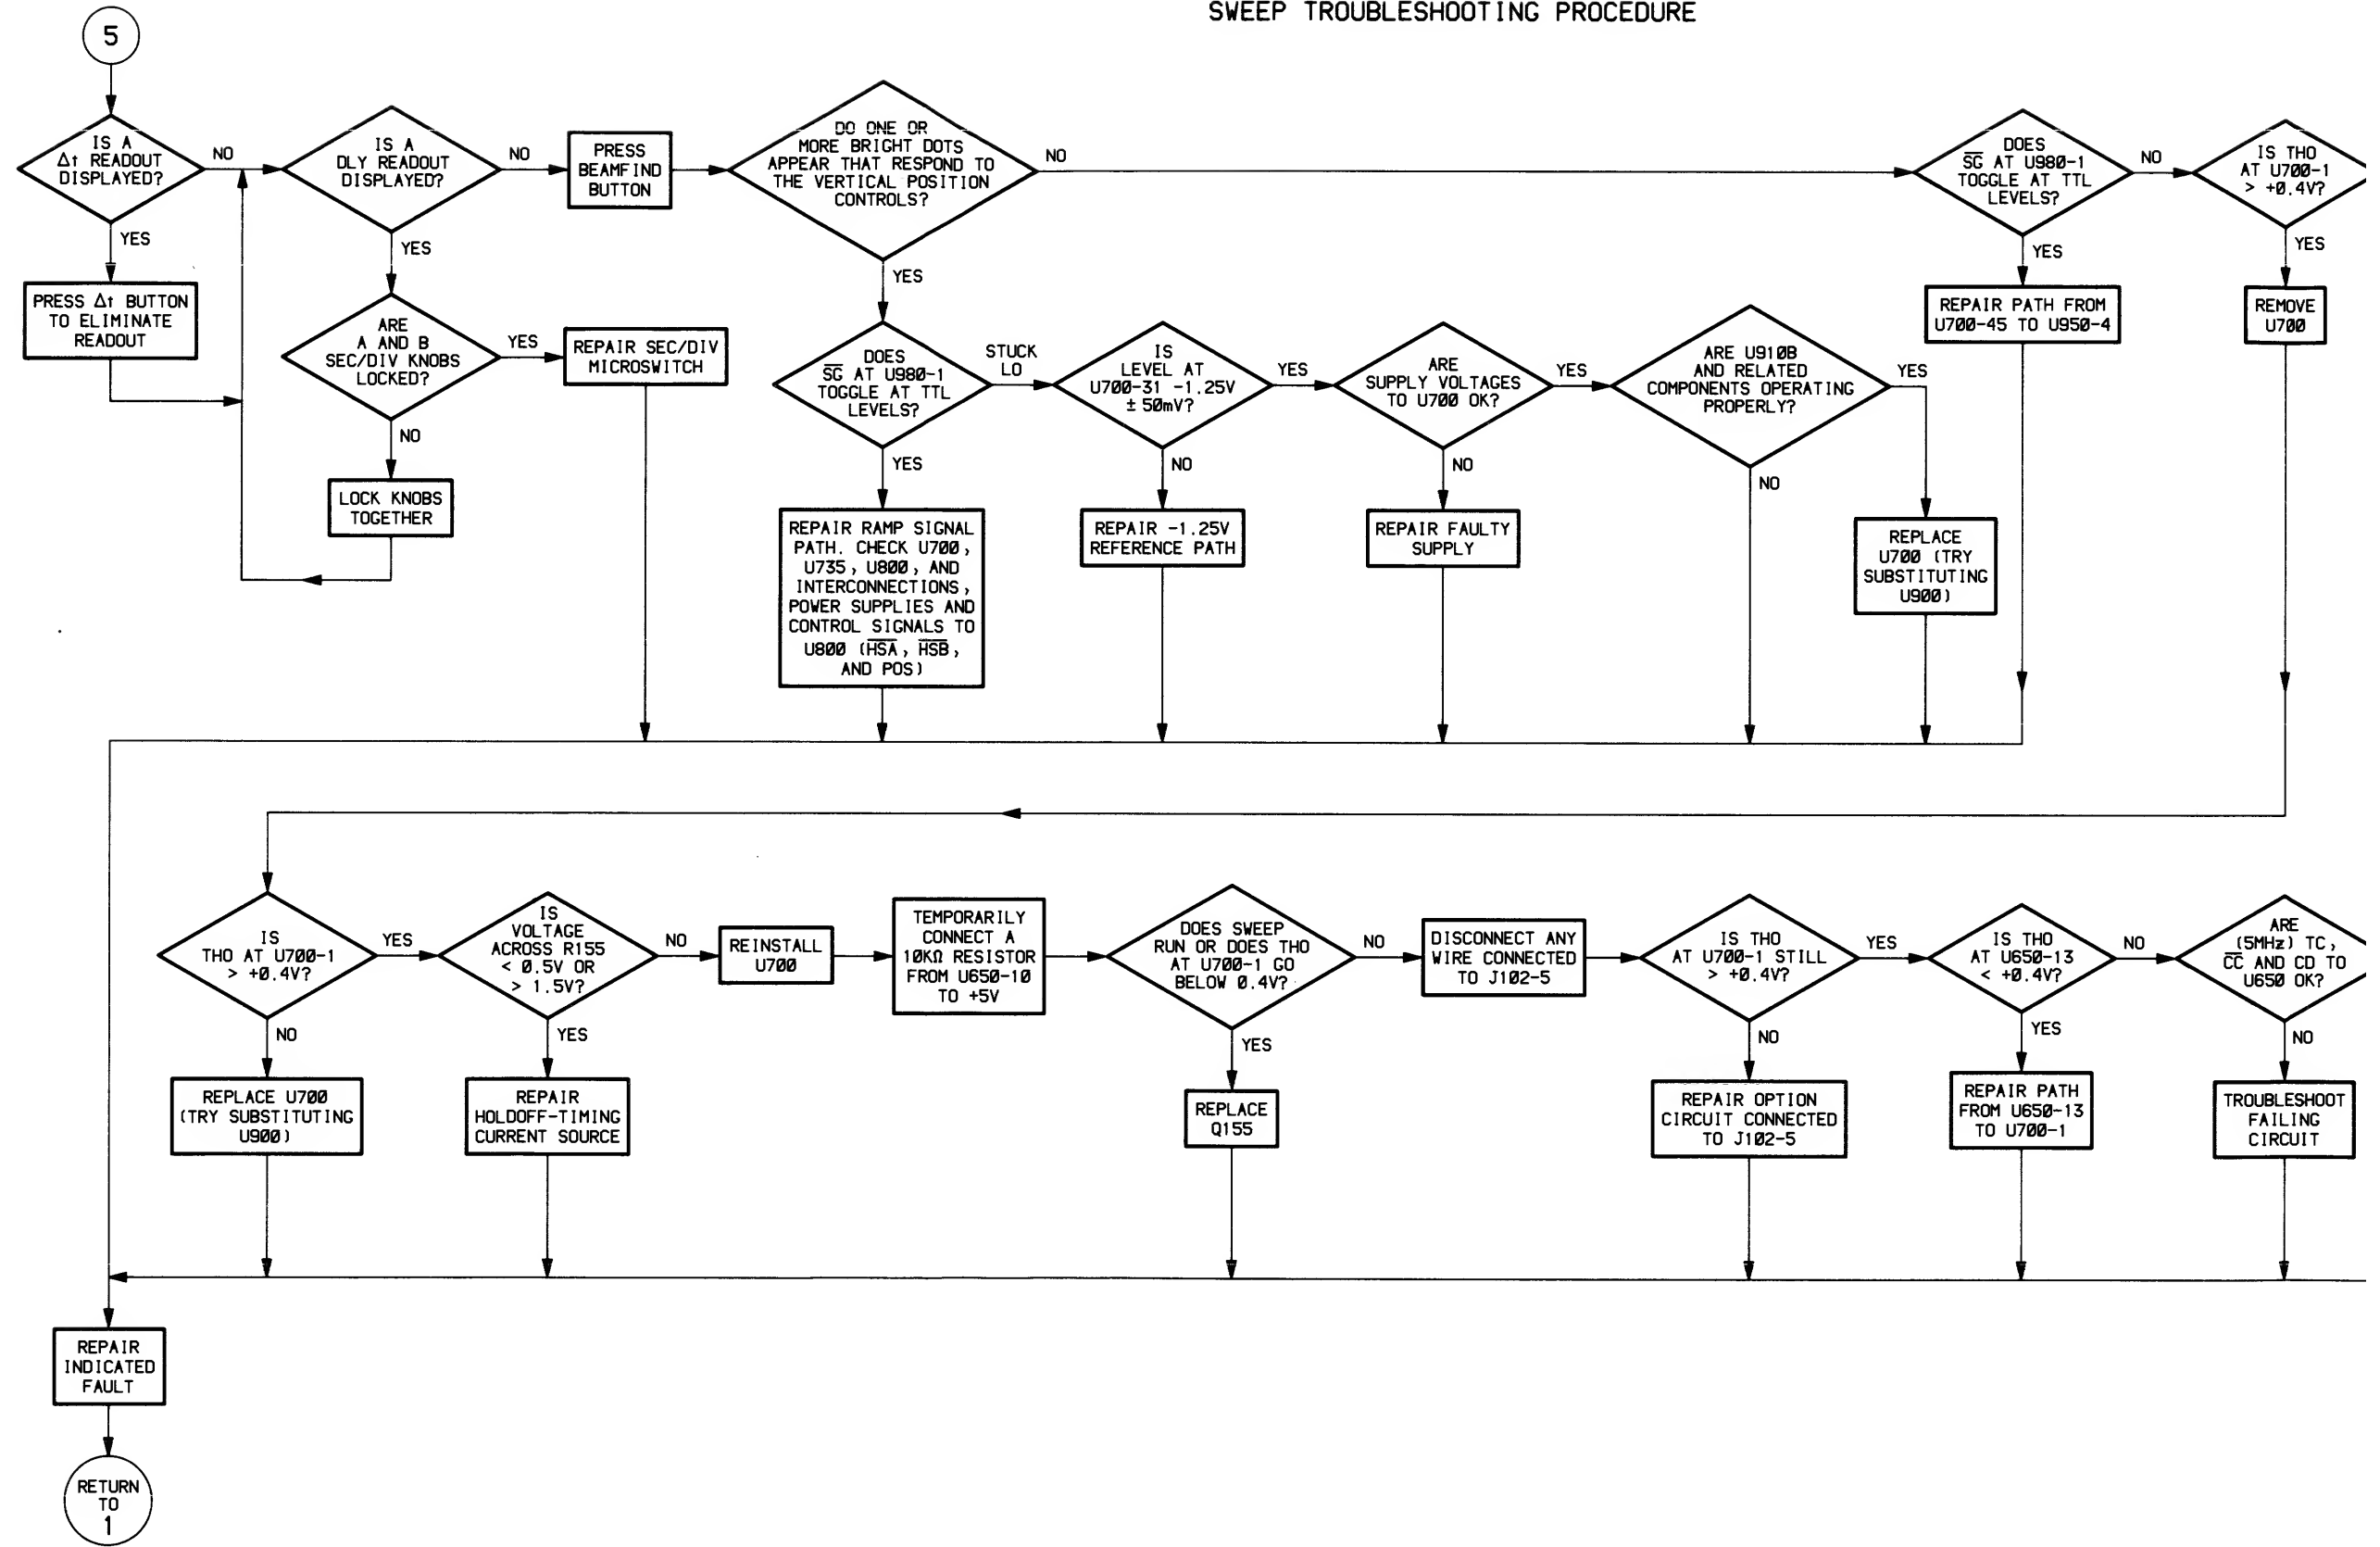 SWEEP TROUBLESHOOTING PROCEDURE
5
IS A
Δt READOUT
DISPLAYED?
NO
YES
PRESS Δt BUTTON
TO ELIMINATE
READOUT
IS A
DLY READOUT
DISPLAYED?
NO
YES
ARE
A AND B
SEC/DIV KNOBS
LOCKED?
YES
NO
LOCK KNOBS
TOGETHER
REPAIR SEC/DIV
MICROSWITCH
PRESS
BEAMFIND
BUTTON
DO ONE OR
MORE BRIGHT DOTS
APPEAR THAT RESPOND TO
THE VERTICAL POSITION
CONTROLS?
NO
YES
DOES
S̅G̅ AT U980-1
TOGGLE AT TTL
LEVELS?
STUCK
LO
YES
REPAIR RAMP SIGNAL
PATH. CHECK U700,
U735, U800, AND
INTERCONNECTIONS,
POWER SUPPLIES AND
CONTROL SIGNALS TO
U800 (H̅S̅A̅, H̅S̅B̅,
AND POS)
IS
LEVEL AT
U700-31 -1.25V
± 50mV?
YES
NO
REPAIR -1.25V
REFERENCE PATH
ARE
SUPPLY VOLTAGES
TO U700 OK?
YES
NO
REPAIR FAULTY
SUPPLY
ARE U910B
AND RELATED
COMPONENTS OPERATING
PROPERLY?
YES
NO
REPLACE
U700 (TRY
SUBSTITUTING
U900)
DOES
S̅G̅ AT U980-1
TOGGLE AT TTL
LEVELS?
NO
YES
REPAIR PATH FROM
U700-45 TO U950-4
IS THO
AT U700-1
> +0.4V?
YES
REMOVE
U700
IS
THO AT U700-1
> +0.4V?
YES
NO
REPLACE U700
(TRY SUBSTITUTING
U900)
IS
VOLTAGE
ACROSS R155
< 0.5V OR
> 1.5V?
NO
YES
REPAIR
HOLDOFF-TIMING
CURRENT SOURCE
REINSTALL
U700
TEMPORARILY
CONNECT A
10KΩ RESISTOR
FROM U650-10
TO +5V
DOES SWEEP
RUN OR DOES THO
AT U700-1 GO
BELOW 0.4V?
NO
YES
REPLACE
Q155
DISCONNECT ANY
WIRE CONNECTED
TO J102-5
IS THO
AT U700-1 STILL
> +0.4V?
YES
NO
REPAIR OPTION
CIRCUIT CONNECTED
TO J102-5
IS THO
AT U650-13
< +0.4V?
NO
YES
REPAIR PATH
FROM U650-13
TO U700-1
ARE
(5MHz) TC,
C̅C̅ AND CD TO
U650 OK?
NO
TROUBLESHOOT
FAILING
CIRCUIT
REPAIR
INDICATED
FAULT
RETURN
TO
1